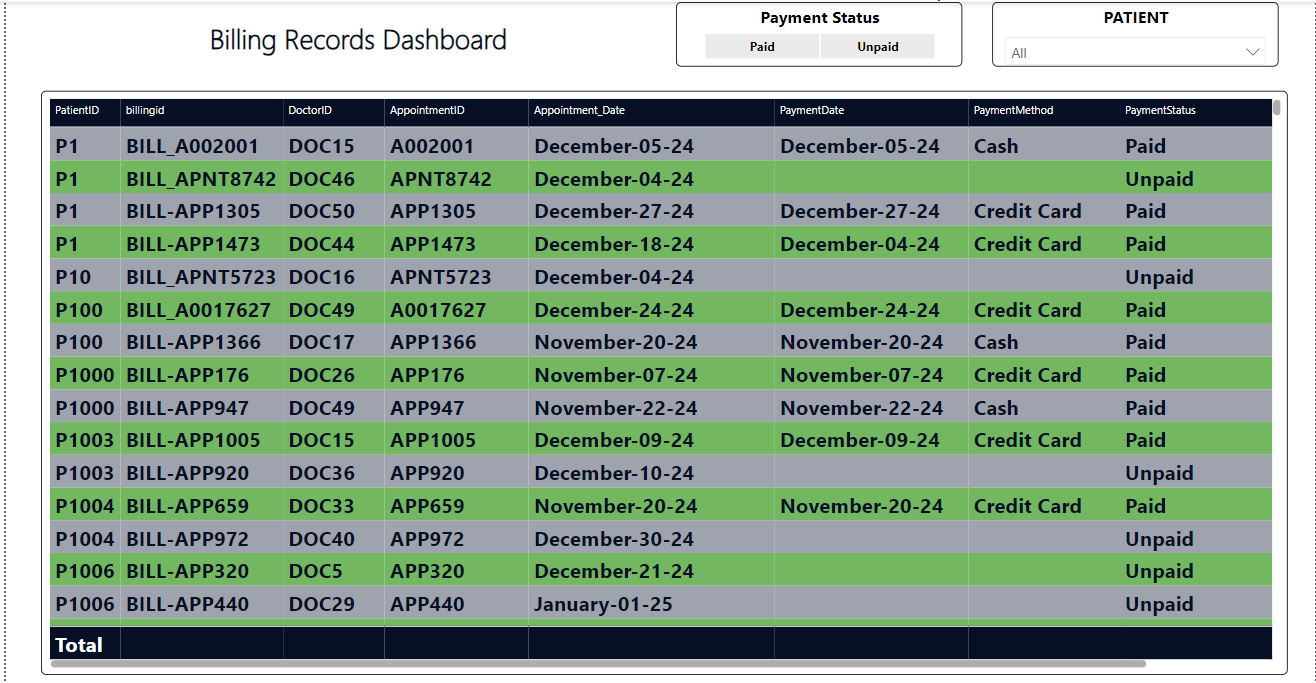 Billing Records Dashboard
Payment Status
Paid Unpaid
PATIENT
All
PatientID billingid DoctorID AppointmentID Appointment_Date PaymentDate PaymentMethod PaymentStatus
P1 BILL_A002001 DOC15 A002001 December-05-24 December-05-24 Cash Paid
P1 BILL_APNT8742 DOC46 APNT8742 December-04-24 Unpaid
P1 BILL-APP1305 DOC50 APP1305 December-27-24 December-27-24 Credit Card Paid
P1 BILL-APP1473 DOC44 APP1473 December-18-24 December-04-24 Credit Card Paid
P10 BILL_APNT5723 DOC16 APNT5723 December-04-24 Unpaid
P100 BILL_A0017627 DOC49 A0017627 December-24-24 December-24-24 Credit Card Paid
P100 BILL-APP1366 DOC17 APP1366 November-20-24 November-20-24 Cash Paid
P1000 BILL-APP176 DOC26 APP176 November-07-24 November-07-24 Credit Card Paid
P1000 BILL-APP947 DOC49 APP947 November-22-24 November-22-24 Cash Paid
P1003 BILL-APP1005 DOC15 APP1005 December-09-24 December-09-24 Credit Card Paid
P1003 BILL-APP920 DOC36 APP920 December-10-24 Unpaid
P1004 BILL-APP659 DOC33 APP659 November-20-24 November-20-24 Credit Card Paid
P1004 BILL-APP972 DOC40 APP972 December-30-24 Unpaid
P1006 BILL-APP320 DOC5 APP320 December-21-24 Unpaid
P1006 BILL-APP440 DOC29 APP440 January-01-25 Unpaid
Total